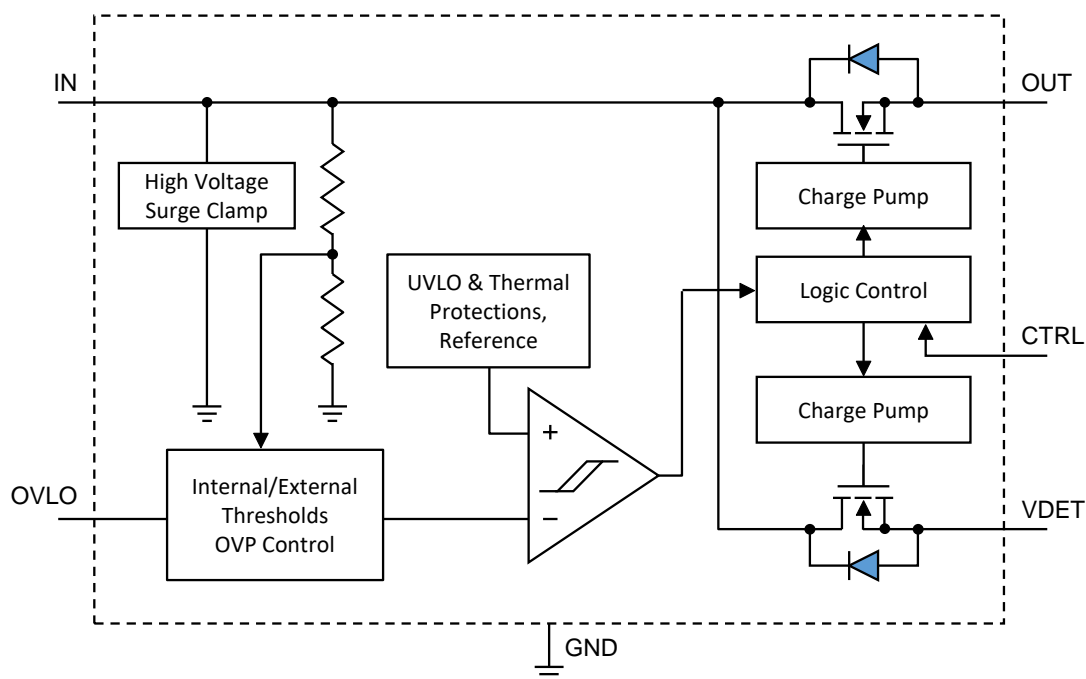 IN
OUT
High Voltage
Surge Clamp
Charge Pump
UVLO & Thermal
Protections,
Reference
Logic Control
CTRL
Charge Pump
+
OVLO
Internal/External
Thresholds
OVP Control
−
VDET
GND